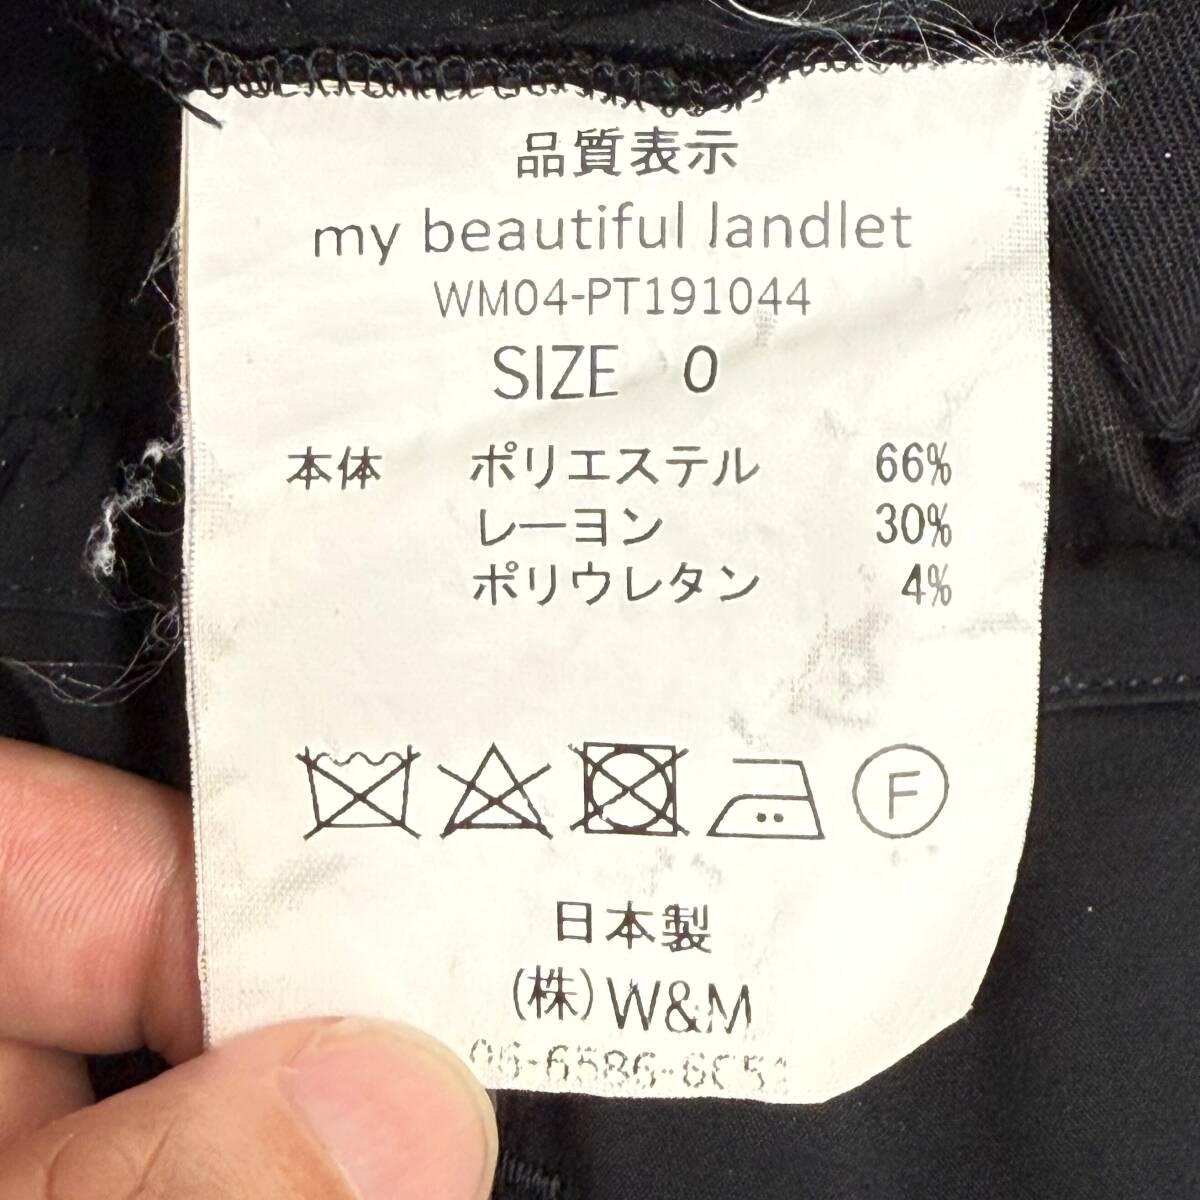 品質表示
my beautiful landlet
WM04-PT191044
SIZE 0
本体 ポリエステル 66%
レーヨン 30%
ポリウレタン 4%
F
日本製
(株)W&M